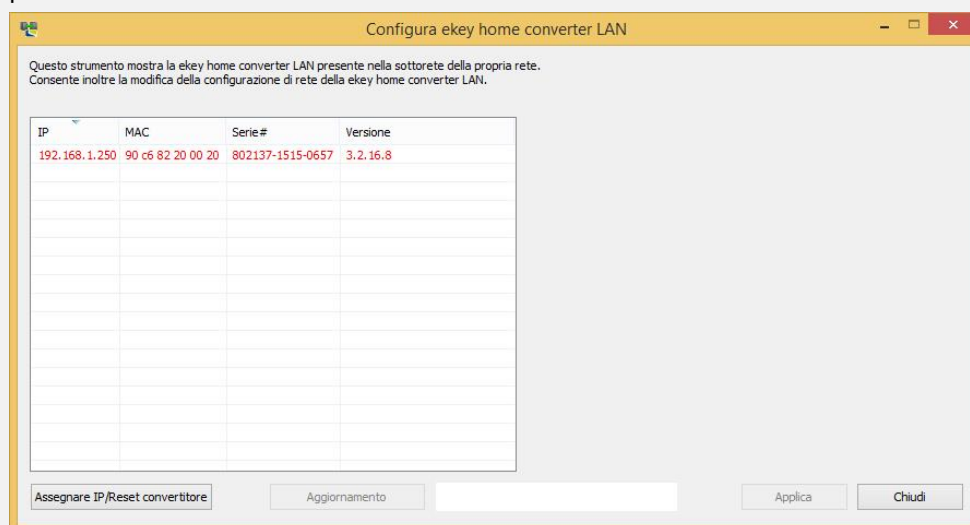 Configura ekey home converter LAN
Questo strumento mostra la ekey home converter LAN presente nella sottorete della propria rete.
Consente inoltre la modifica della configurazione di rete della ekey home converter LAN.
IP MAC Serie# Versione
192.168.1.250 90 c6 82 20 00 20 802137-1515-0657 3.2.16.8
Assegnare IP/Reset convertitore Aggiornamento Applica Chiudi